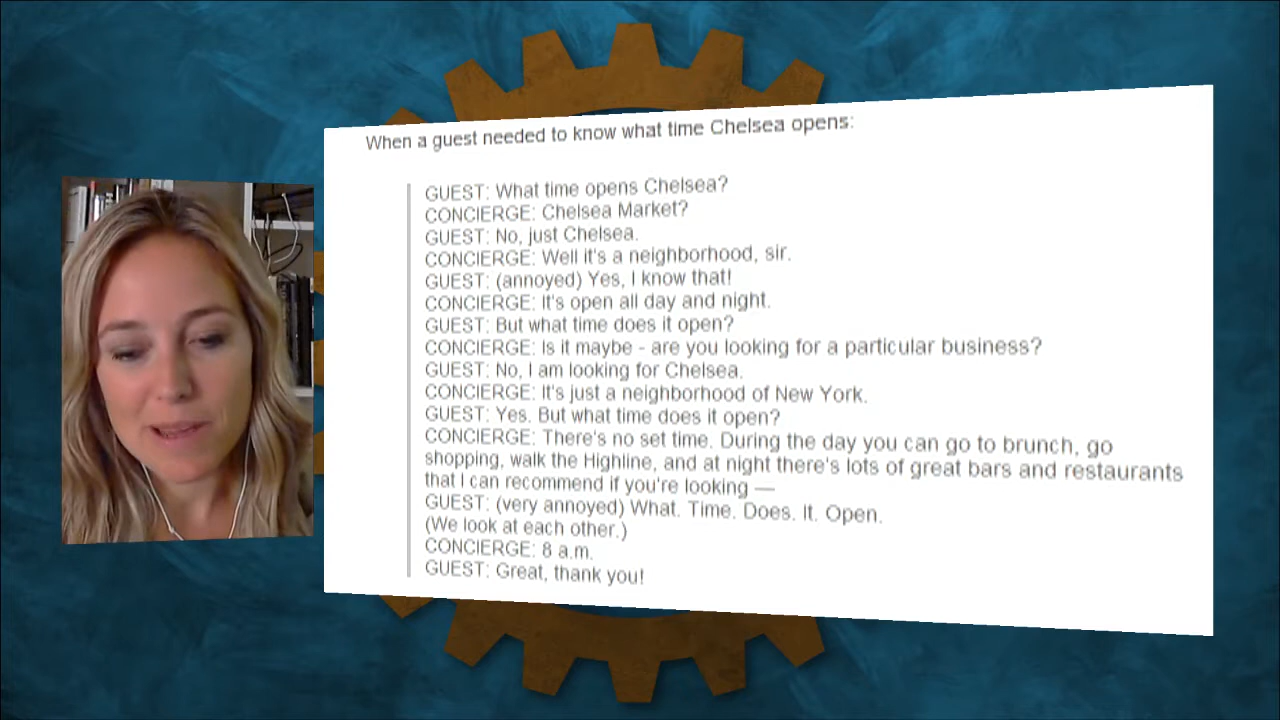 When a guest needed to know what time Chelsea opens:
GUEST: What time opens Chelsea?
CONCIERGE: Chelsea Market?
GUEST: No, just Chelsea.
CONCIERGE: Well it's a neighborhood, sir.
GUEST: (annoyed) Yes, I know that!
CONCIERGE: It's open all day and night.
GUEST: But what time does it open?
CONCIERGE: Is it maybe - are you looking for a particular business?
GUEST: No, I am looking for Chelsea.
CONCIERGE: It's just a neighborhood of New York.
GUEST: Yes. But what time does it open?
CONCIERGE: There's no set time. During the day you can go to brunch, go
shopping, walk the Highline, and at night there's lots of great bars and restaurants
that I can recommend if you're looking —
GUEST: (very annoyed) What. Time. Does. It. Open.
(We look at each other.)
CONCIERGE: 8 a.m.
GUEST: Great, thank you!